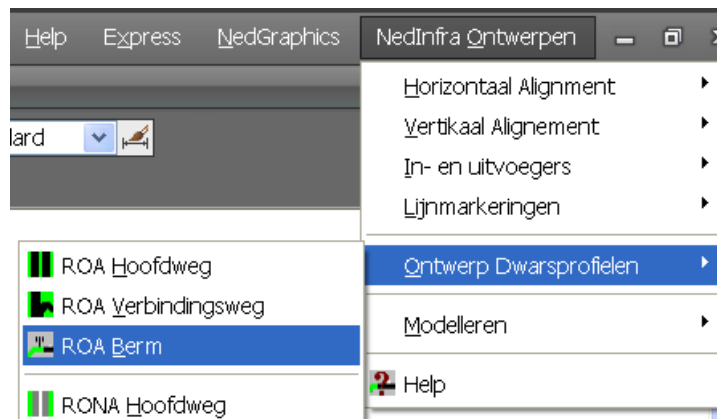 Help Express NedGraphics NedInfra Ontwerpen
Horizontaal Alignment
lard
Vertikaal Alignement
In- en uitvoegers
Lijnmarkeringen
Ontwerp Dwarsprofielen
Modelleren
Help
ROA Hoofdweg
ROA Verbindingsweg
ROA Berm
RONA Hoofdweg